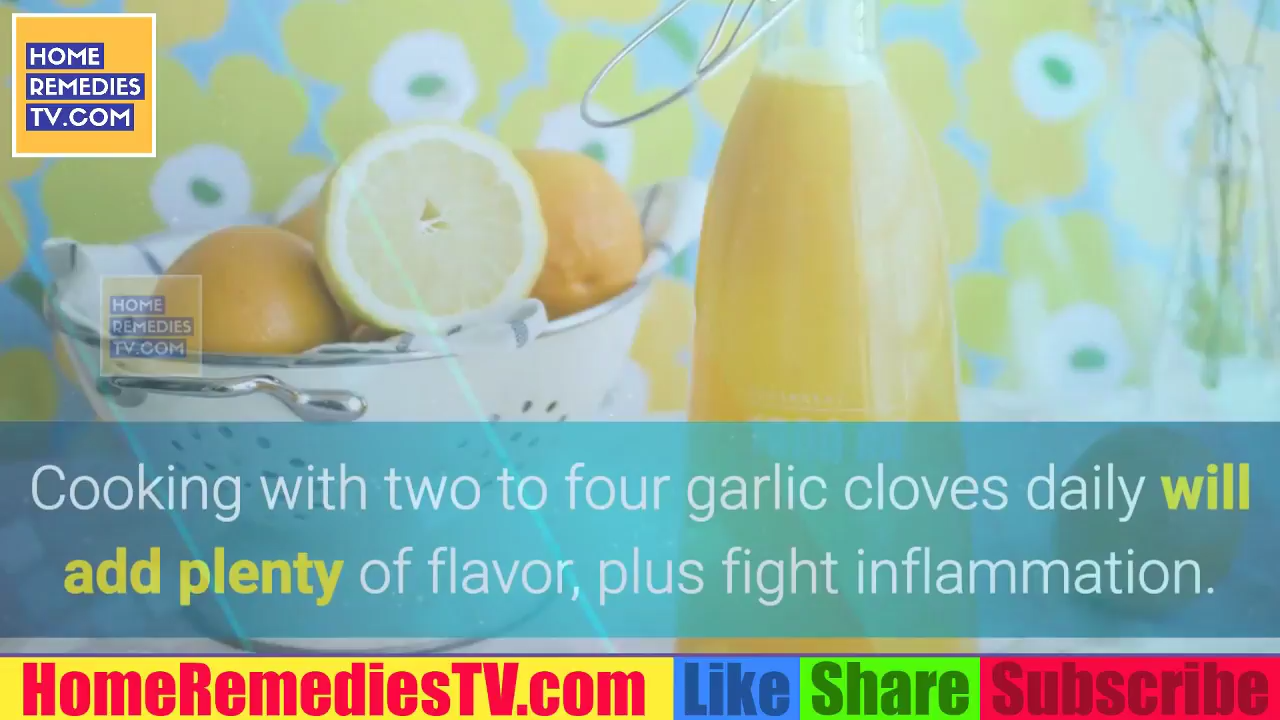 HOME
REMEDIES
TV.COM
HOME
REMEDIES
TV.COM
Cooking with two to four garlic cloves daily will
add plenty of flavor, plus fight inflammation.
HomeRemediesTV.com Like Share Subscribe